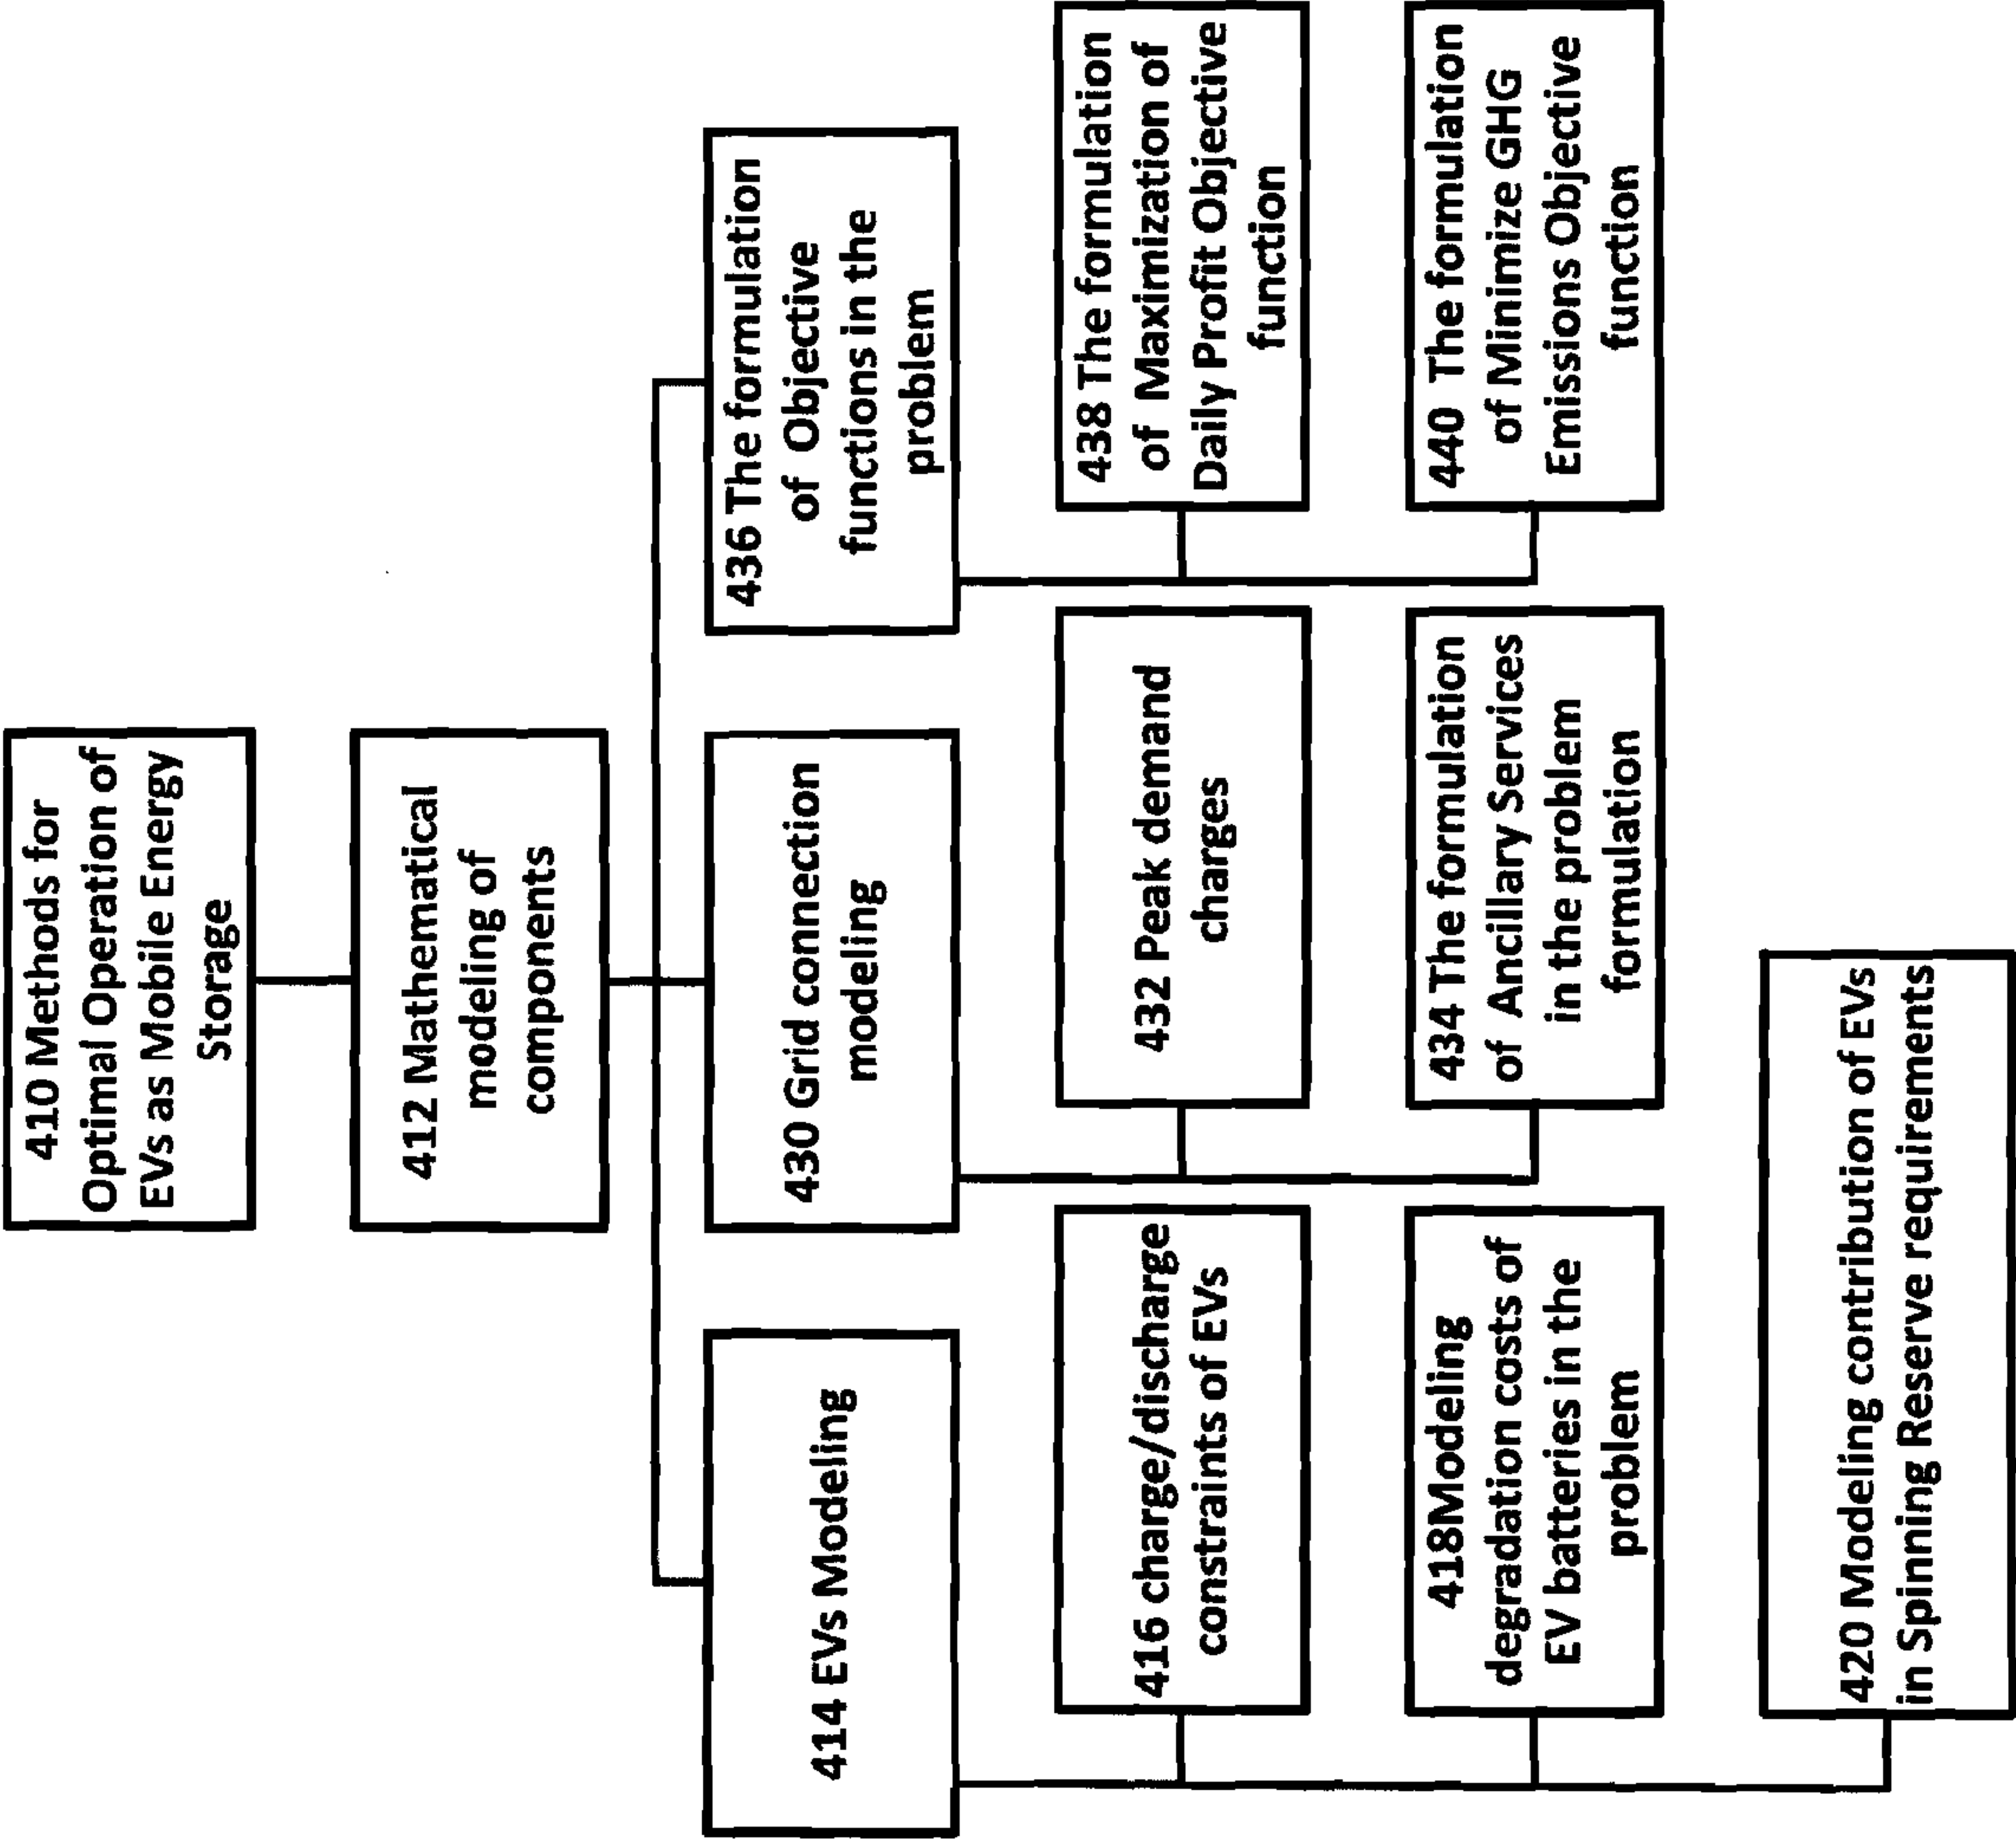 410 Methods for
Optimal Operation of
EVs as Mobile Energy
Storage
412 Mathematical
modeling of
components
414 EVs Modeling
430 Grid connection
modeling
436 The formulation
of Objective
functions in the
problem
416 charge/discharge
constraints of EVs
432 Peak demand
charges
438 The formulation
of Maximization of
Daily Profit Objective
function
418Modeling
degradation costs of
EV batteries in the
problem
434 The formulation
of Ancillary Services
in the problem
formulation
440 The formulation
of Minimize GHG
Emissions Objective
function
420 Modeling contribution of EVs
in Spinning Reserve requirements